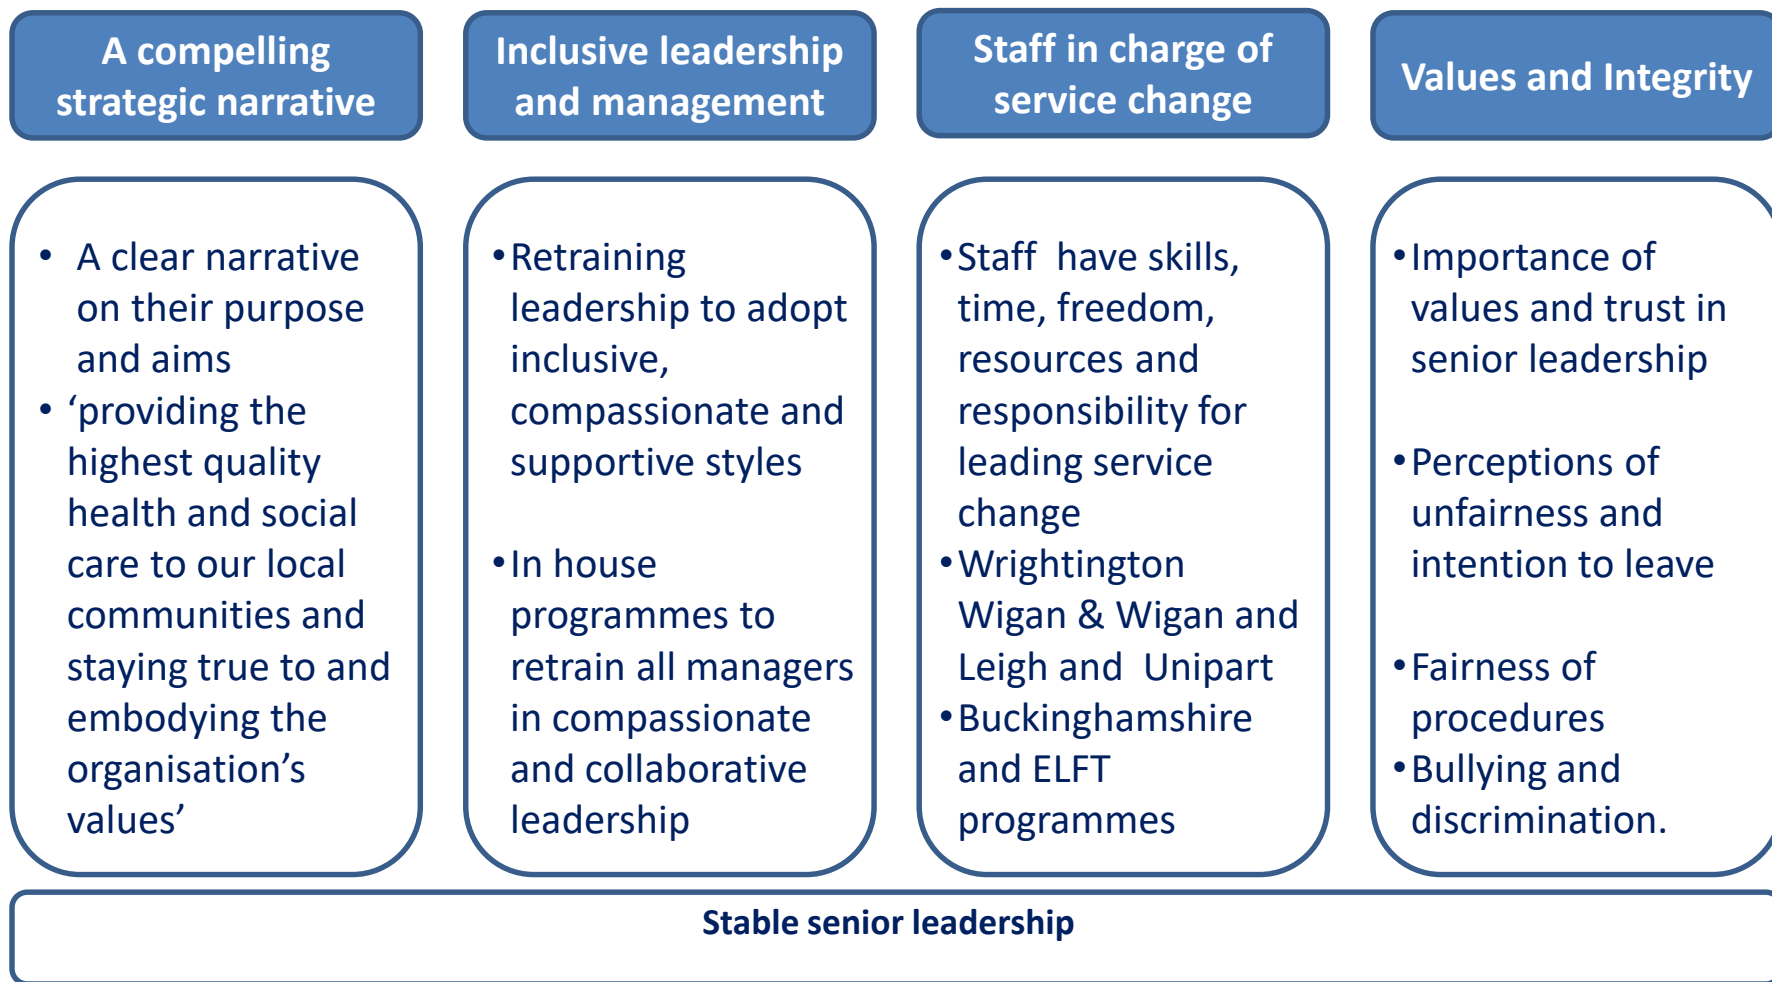 A compelling
strategic narrative
• A clear narrative
on their purpose
and aims
• ‘providing the
highest quality
health and social
care to our local
communities and
staying true to and
embodying the
organisation’s
values’
Inclusive leadership
and management
•Retraining
leadership to adopt
inclusive,
compassionate and
supportive styles
•In house
programmes to
retrain all managers
in compassionate
and collaborative
leadership
Staff in charge of
service change
•Staff have skills,
time, freedom,
resources and
responsibility for
leading service
change
•Wrightington
Wigan & Wigan and
Leigh and Unipart
•Buckinghamshire
and ELFT
programmes
Values and Integrity
•Importance of
values and trust in
senior leadership
•Perceptions of
unfairness and
intention to leave
•Fairness of
procedures
•Bullying and
discrimination.
Stable senior leadership